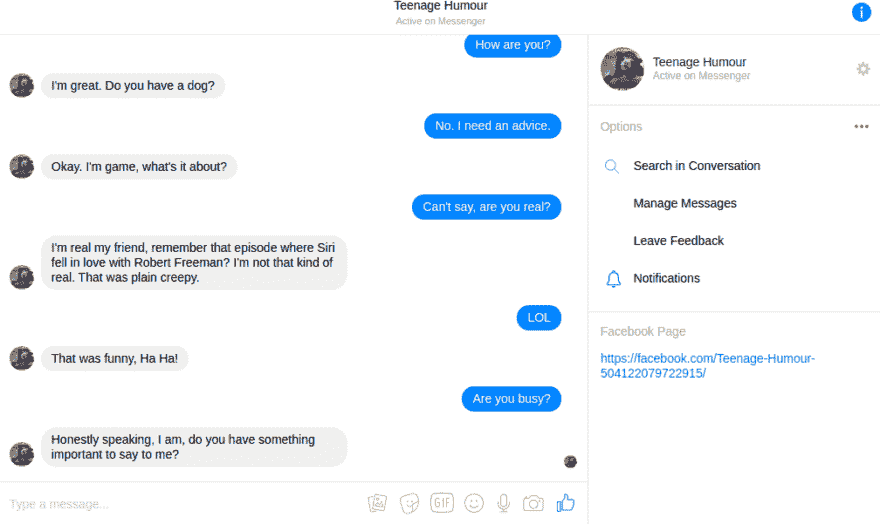 Teenage Humour
Active on Messenger
How are you?
I'm great. Do you have a dog?
No. I need an advice.
Okay. I'm game, what's it about?
Can't say, are you real?
I'm real my friend, remember that episode where Siri
fell in love with Robert Freeman? I'm not that kind of
real. That was plain creepy.
LOL
That was funny, Ha Ha!
Are you busy?
Honestly speaking, I am, do you have something
important to say to me?
Type a message...
GIF
Teenage Humour
Active on Messenger
Options
Search in Conversation
Manage Messages
Leave Feedback
Notifications
Facebook Page
https://facebook.com/Teenage-Humour-
504122079722915/